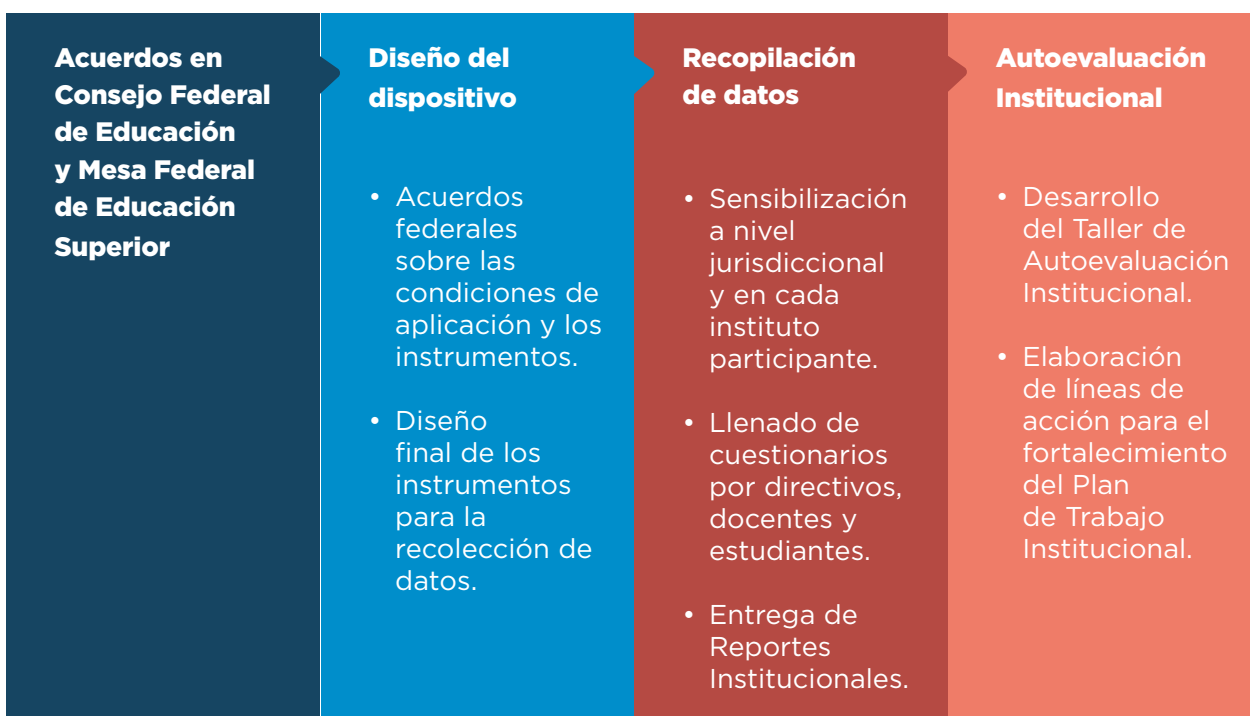 Acuerdos en
Consejo Federal
de Educación
y Mesa Federal
de Educación
Superior
Diseño del
dispositivo
• Acuerdos
federales
sobre las
condiciones de
aplicación y los
instrumentos.
• Diseño
final de los
instrumentos
para la
recolección de
datos.
Recopilación
de datos
• Sensibilización
a nivel
jurisdiccional
y en cada
instituto
participante.
• Llenado de
cuestionarios
por directivos,
docentes y
estudiantes.
• Entrega de
Reportes
Institucionales.
Autoevaluación
Institucional
• Desarrollo
del Taller de
Autoevaluación
Institucional.
• Elaboración
de líneas de
acción para el
fortalecimiento
del Plan
de Trabajo
Institucional.